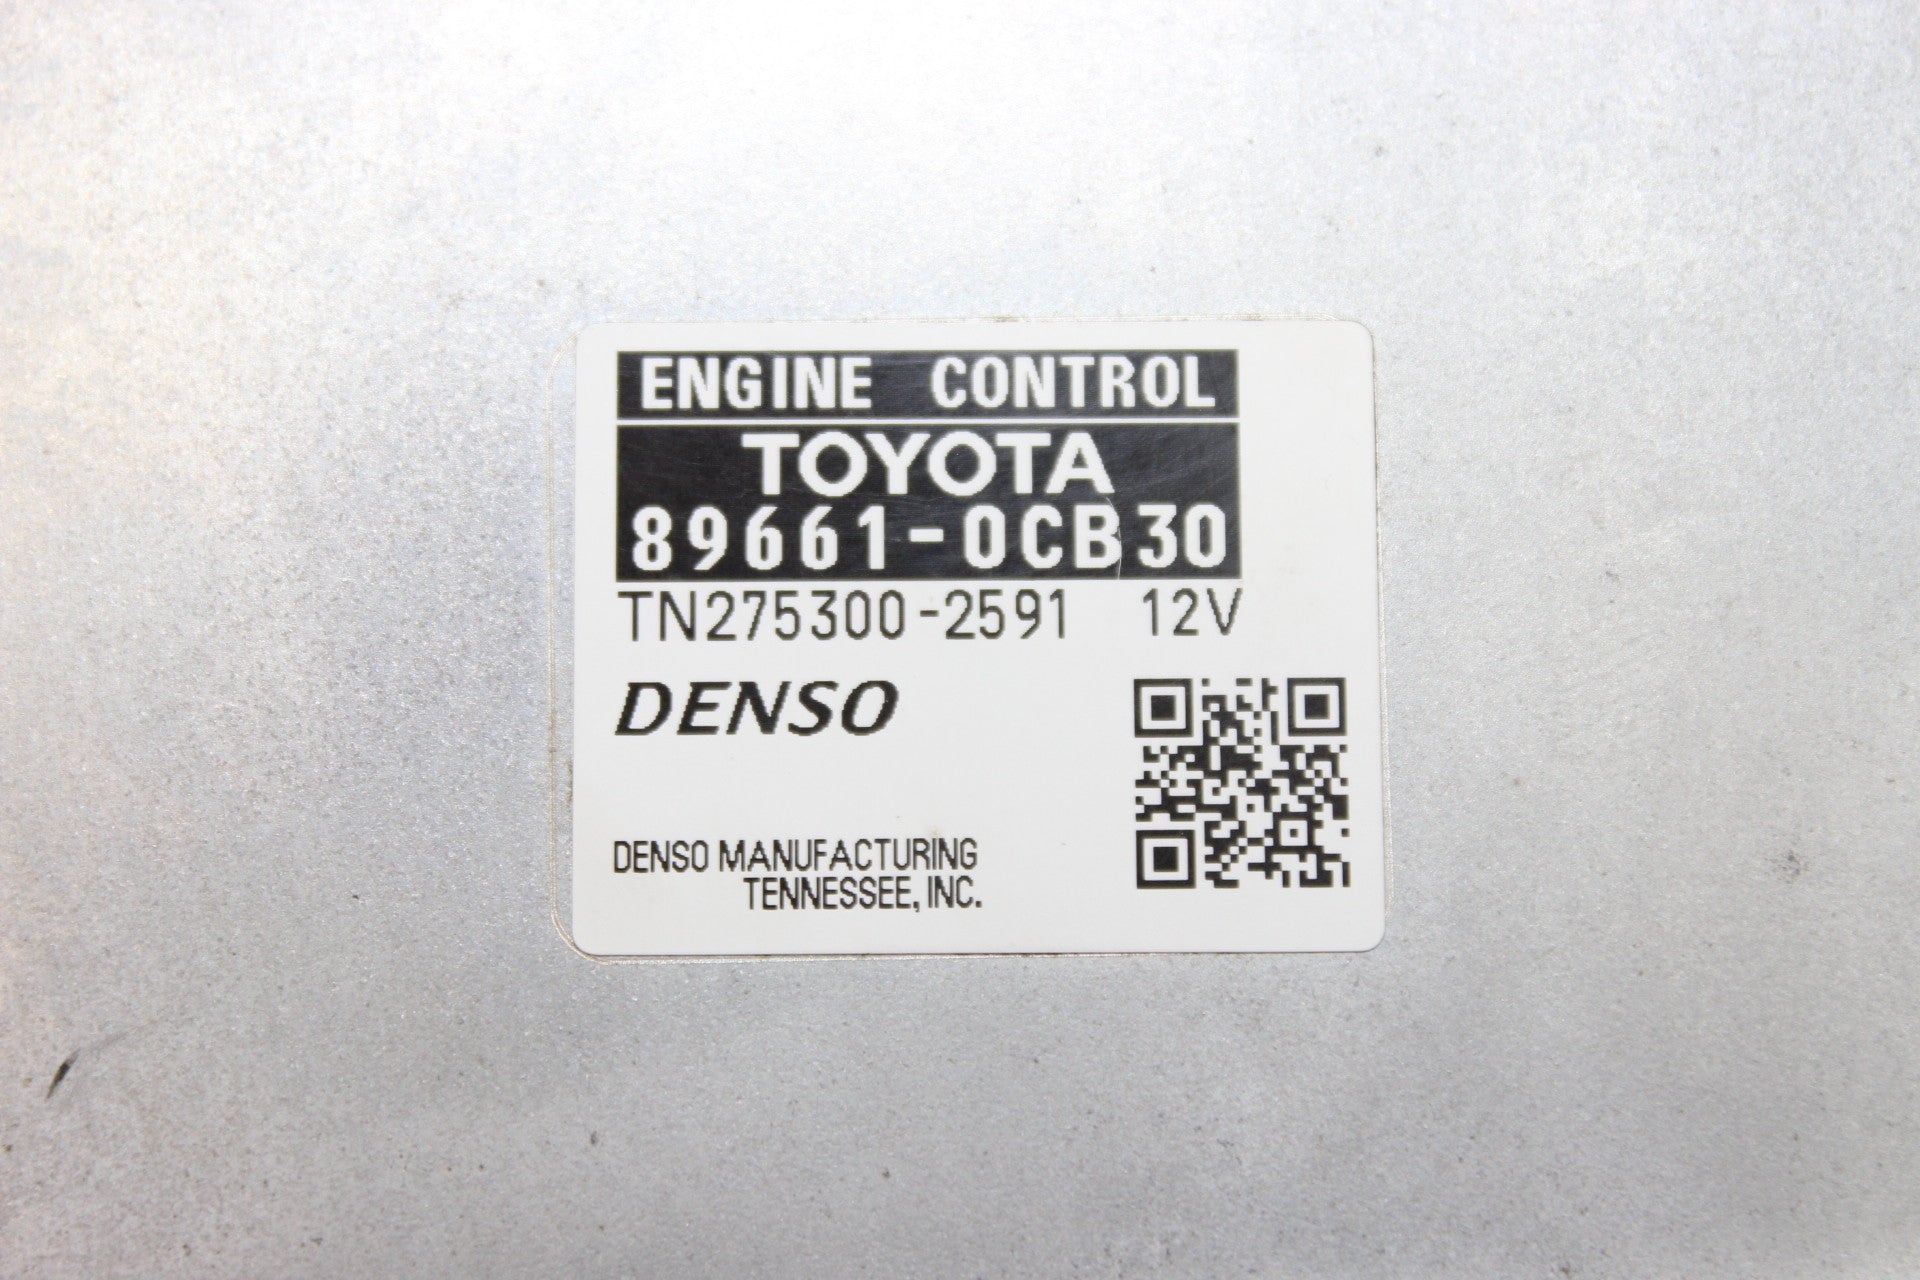 ENGINE CONTROL
TOYOTA
89661-0CB30
TN275300-2591 12V
DENSO
DENSO MANUFACTURING
TENNESSEE, INC.